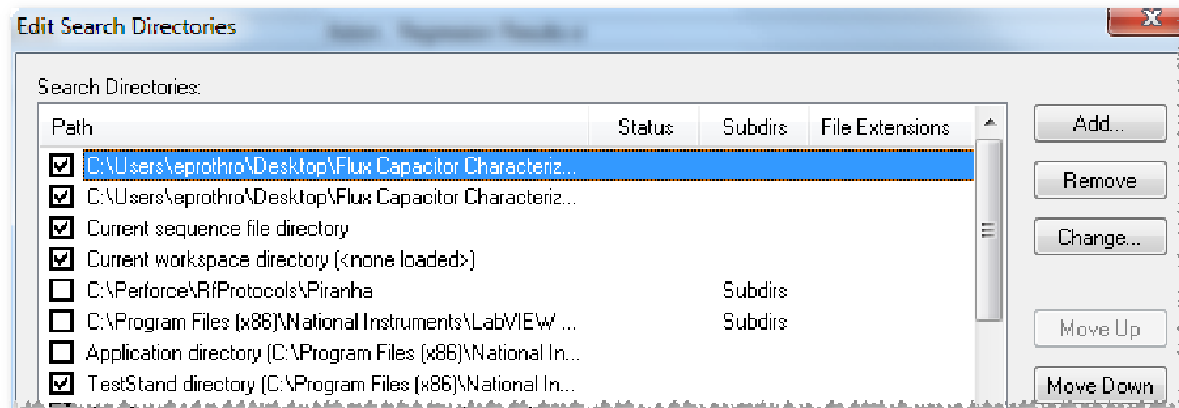 Edit Search Directories
Search Directories:
Path Status Subdirs File Extensions
C:\Users\eprothro\Desktop\Flux Capacitor Characteriz...
C:\Users\eprothro\Desktop\Flux Capacitor Characteriz...
Current sequence file directory
Current workspace directory (<none loaded>)
C:\Perforce\RfProtocols\Piranha Subdirs
C:\Program Files (x86)\National Instruments\LabVIEW ... Subdirs
Application directory (C:\Program Files (x86)\National In...
TestStand directory (C:\Program Files (x86)\National In...
Add...
Remove
Change...
Move Up
Move Down